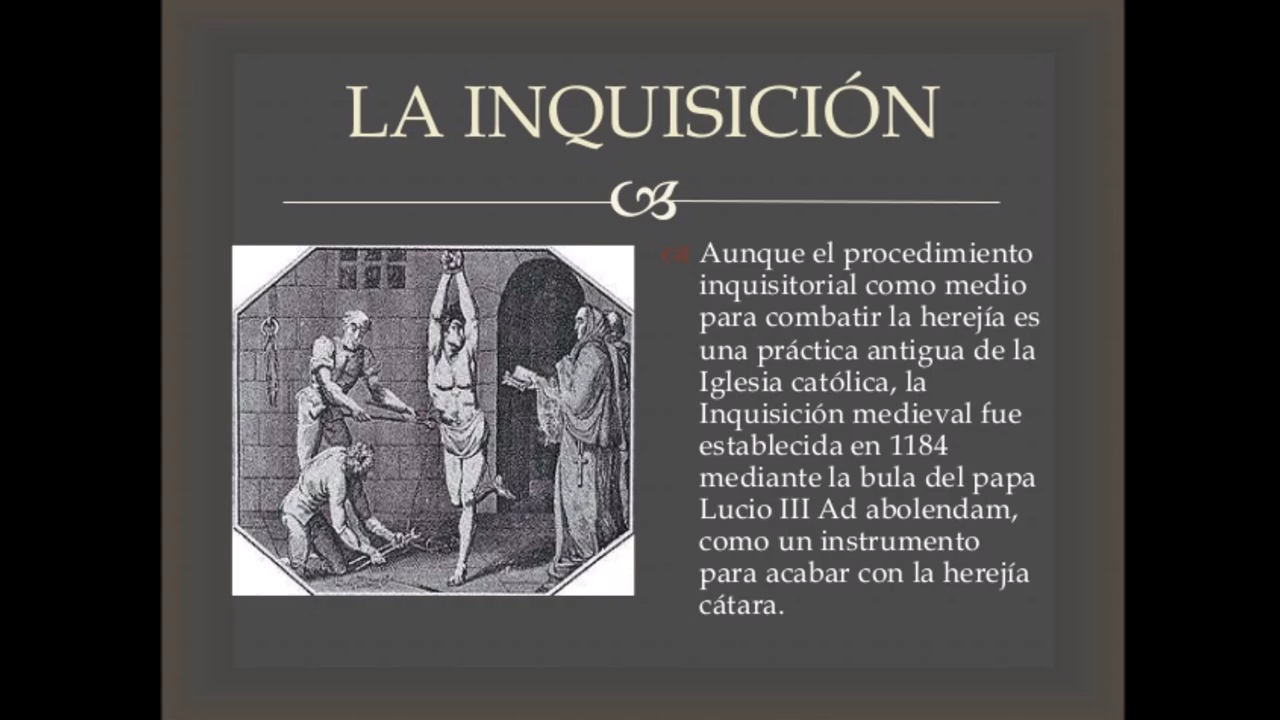 LA INQUISICIÓN
Aunque el procedimiento
inquisitorial como medio
para combatir la herejía es
una práctica antigua de la
Iglesia católica, la
Inquisición medieval fue
establecida en 1184
mediante la bula del papa
Lucio III Ad abolendam,
como un instrumento
para acabar con la herejía
cátara.